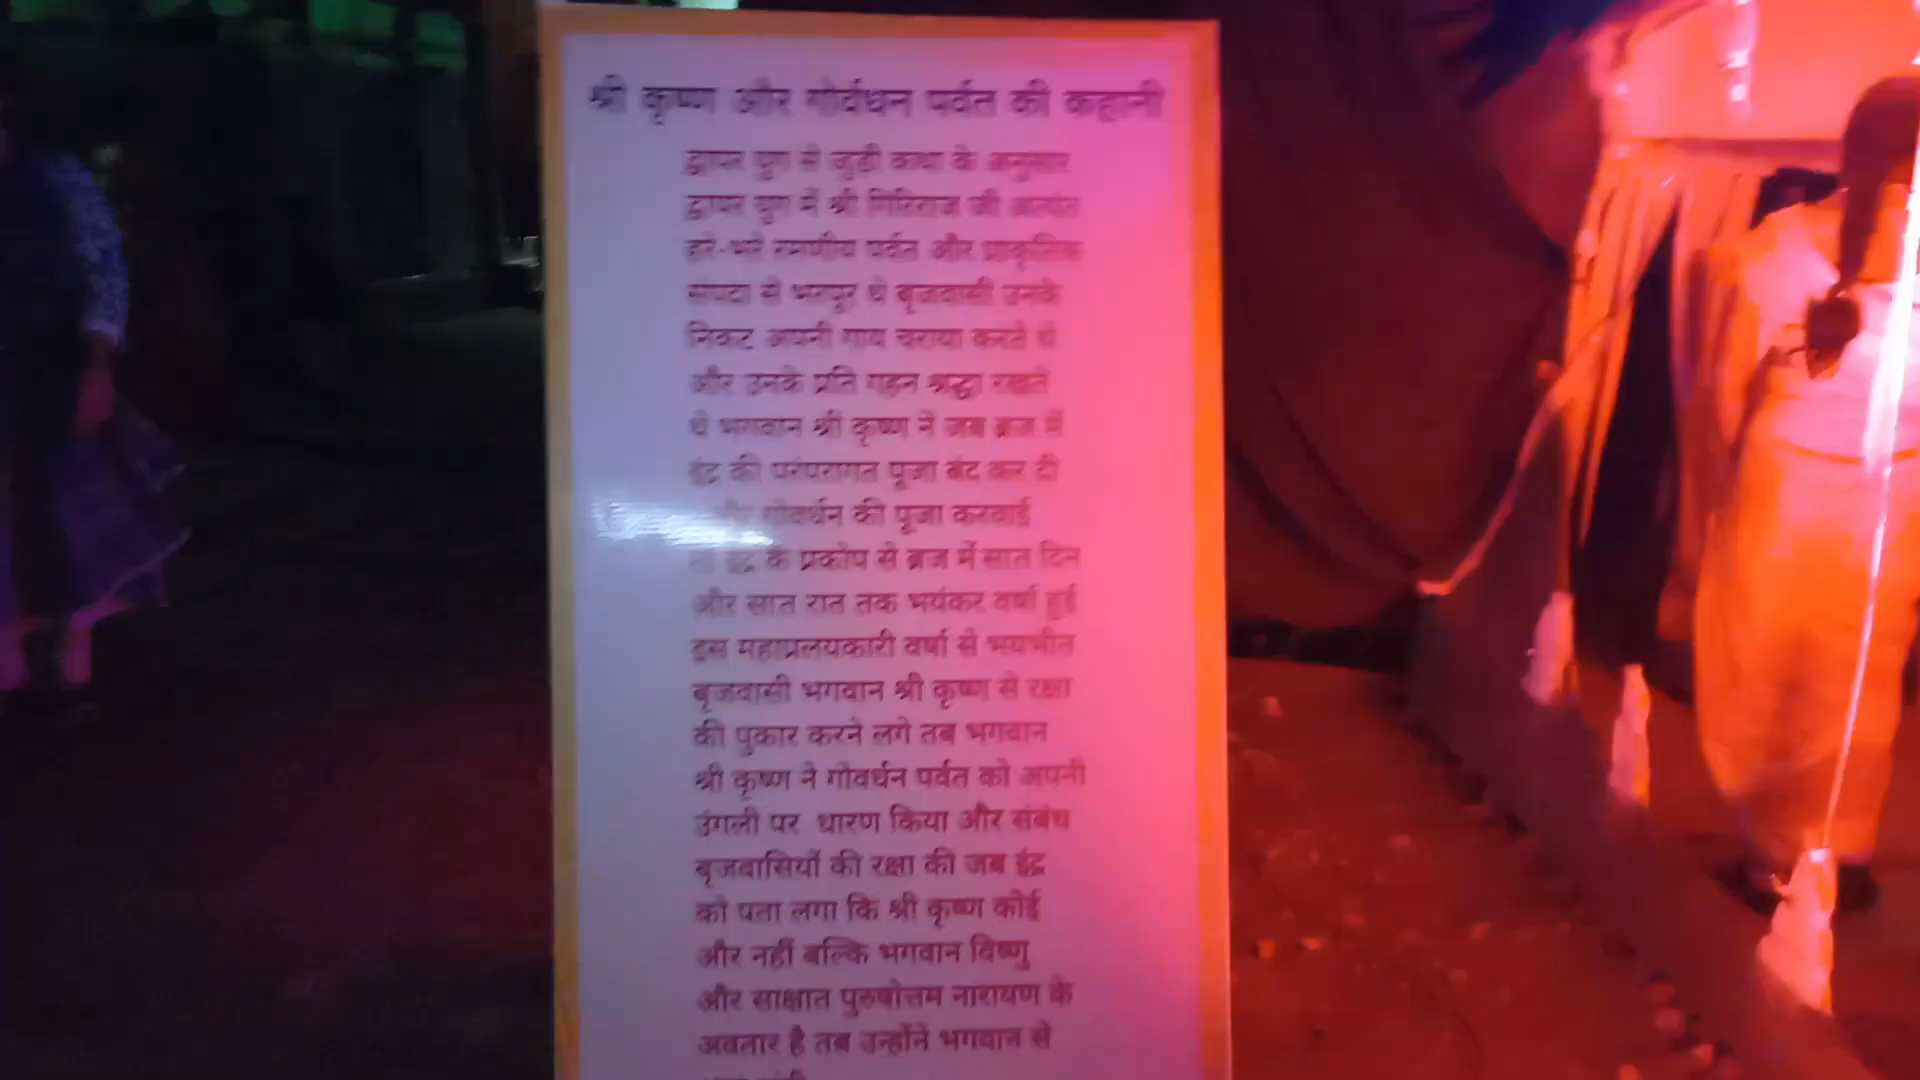 श्री कृष्ण और गोर्वधन पर्वत की कहानी
द्वापर युग से जुडी कथा के अनुसार
द्वापर युग में श्री गिरिराज जी अत्यंत
हरे-भरे रमणीय पर्वत और प्राकृतिक
संपदा से भरपूर थे बृजवासी उनके
निकट अपनी गाय चराया करते थे
और उनके प्रति गहन श्रद्धा रखते
थे भगवान श्री कृष्ण ने जब ब्रज में
इंद्र की परंपरागत पूजा बंद कर दी
और गोवर्धन की पूजा करवाई
के प्रकोप से ब्रज में सात दिन
और सात रात तक भयंकर वर्षा हुई
इस महाप्रलयकारी वर्षा से भयभीत
बृजवासी भगवान श्री कृष्ण से रक्षा
की पुकार करने लगे तब भगवान
श्री कृष्ण ने गोवर्धन पर्वत को अपनी
उंगली पर धारण किया और संबंध
बृजवासियों की रक्षा की जब इंद्र
को पता लगा कि श्री कृष्ण कोई
और नहीं बल्कि भगवान विष्णु
और साक्षात पुरुषोत्तम नारायण के
अवतार है तब उन्होंने भगवान से